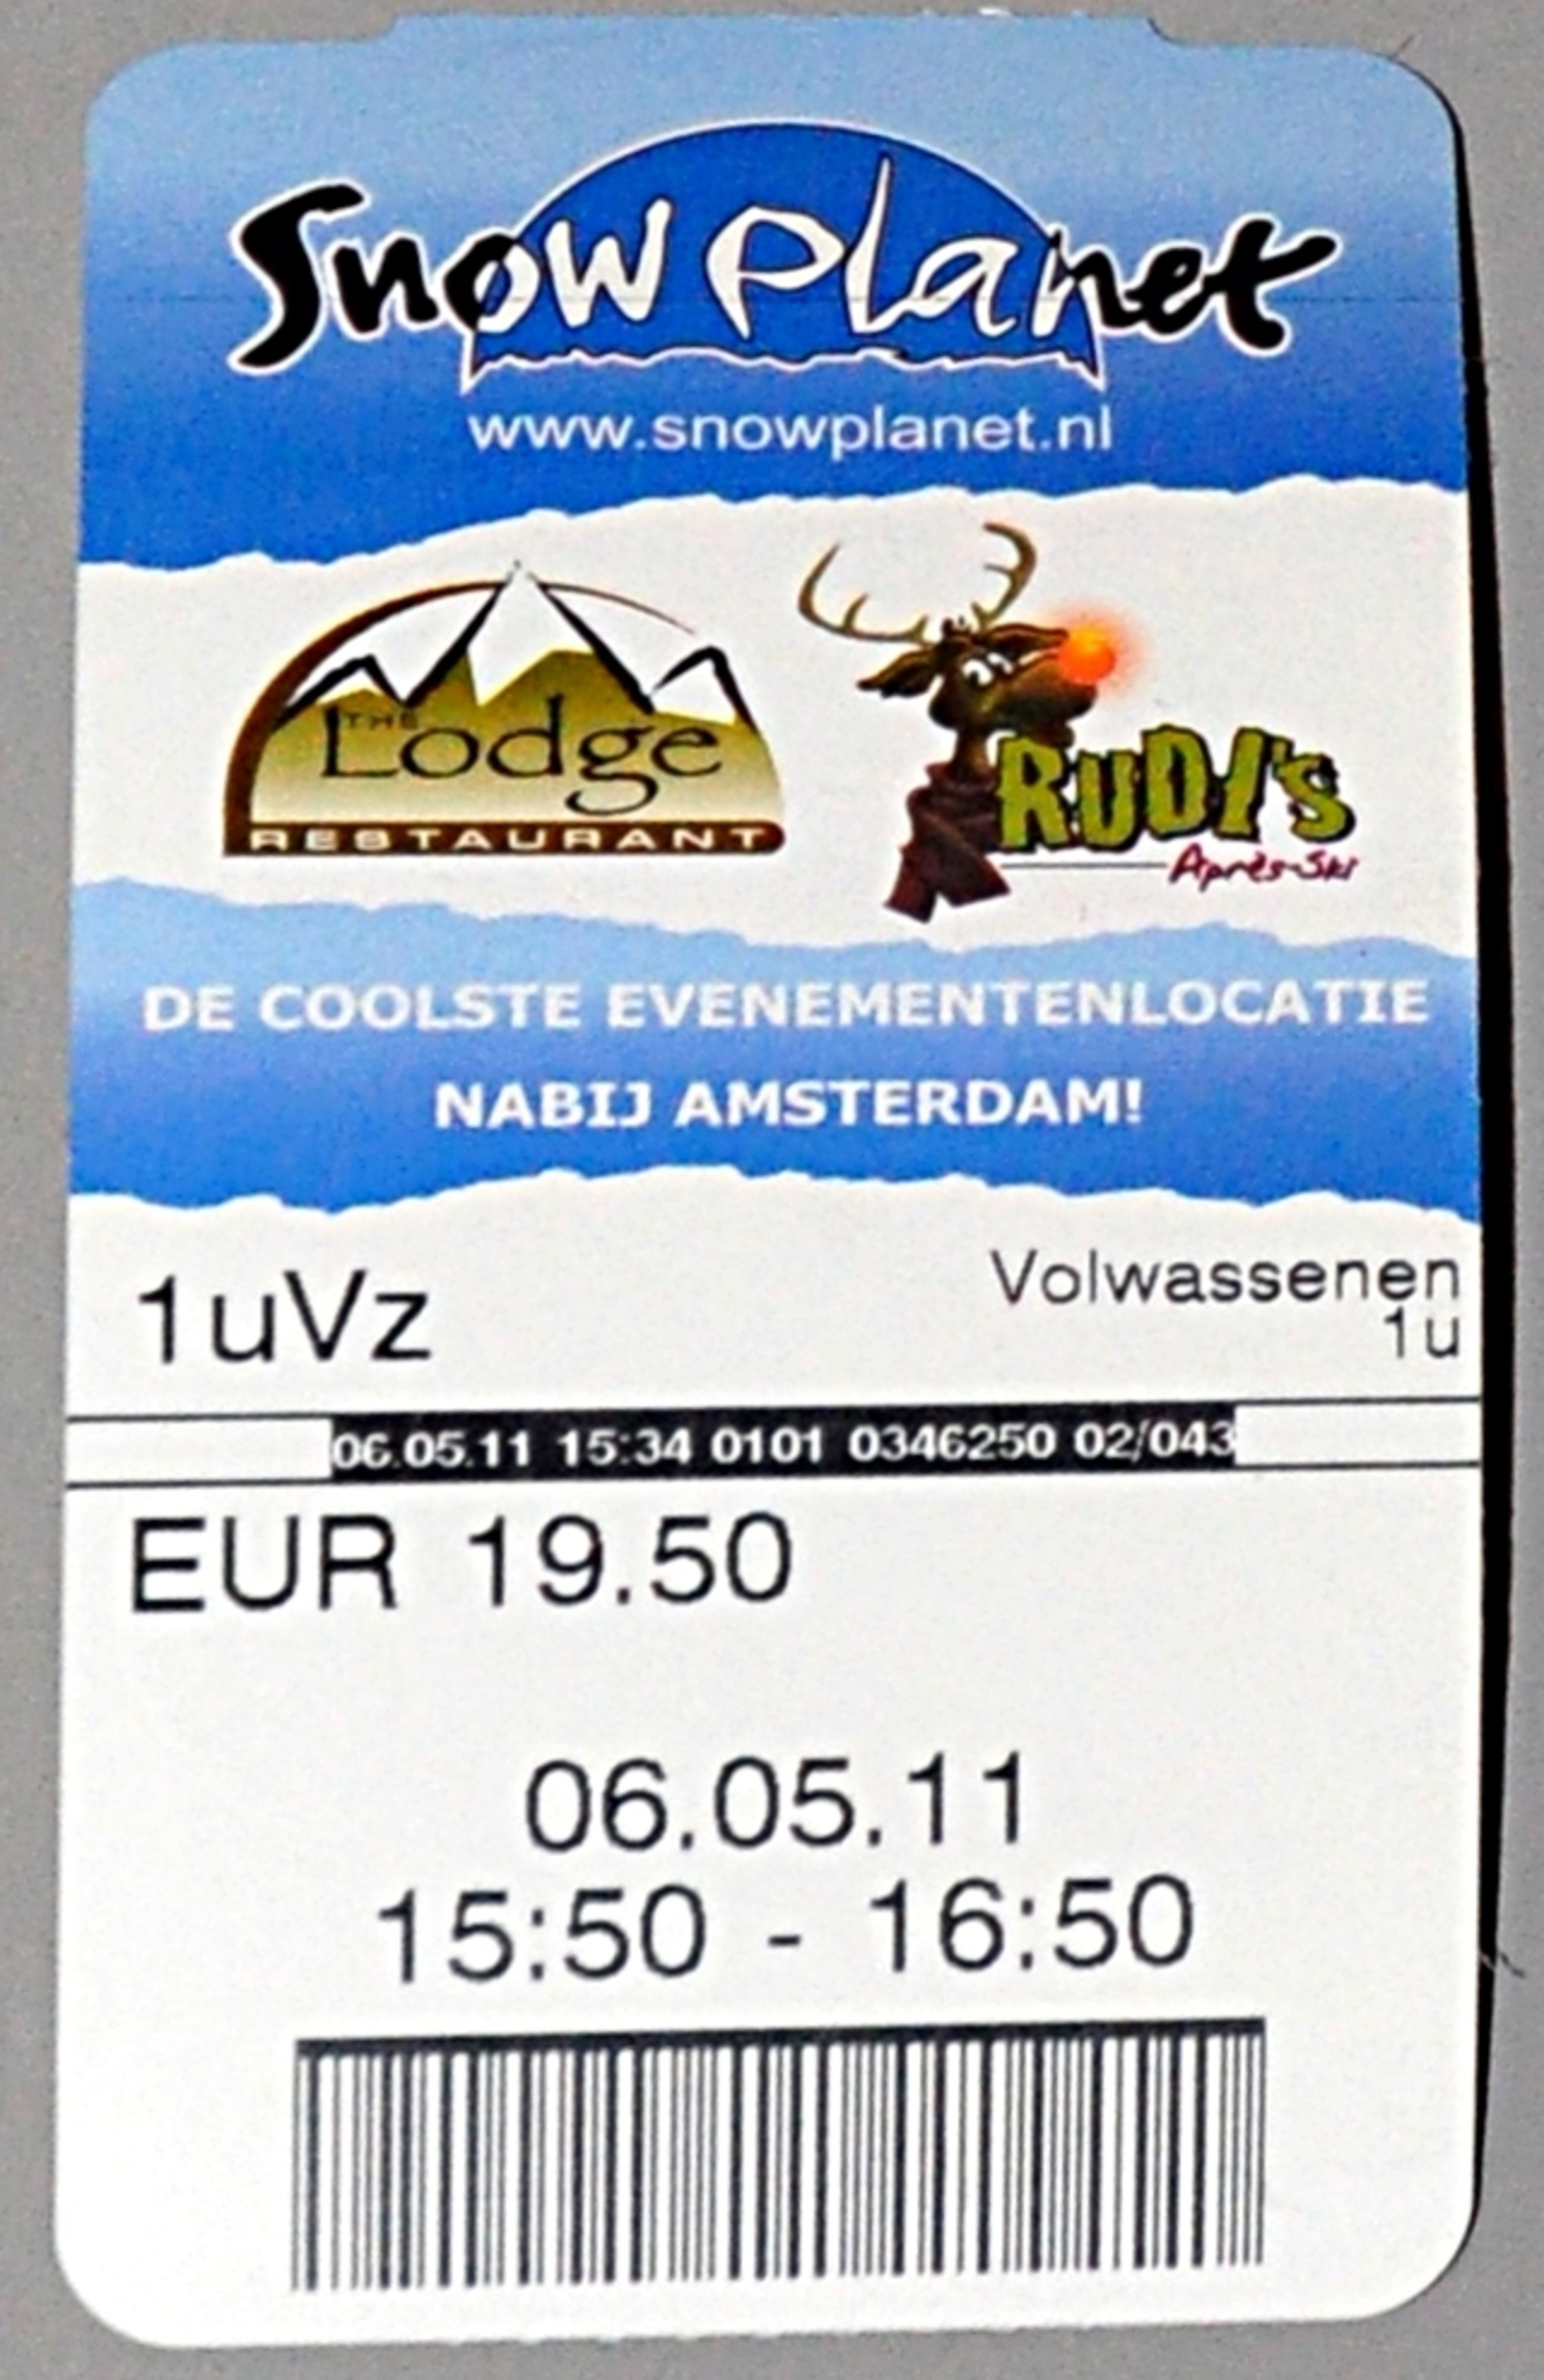 Snow Planet
www.snowplanet.nl
THE
Lodge
RESTAURANT
RUDI's
Après-Ski
DE COOLSTE EVENEMENTENLOCATIE
NABIJ AMSTERDAM!
1uVz
Volwassenen
1u
06.05.11 15:34 0101 0346250 02/043
EUR 19.50
06.05.11
15:50 - 16:50